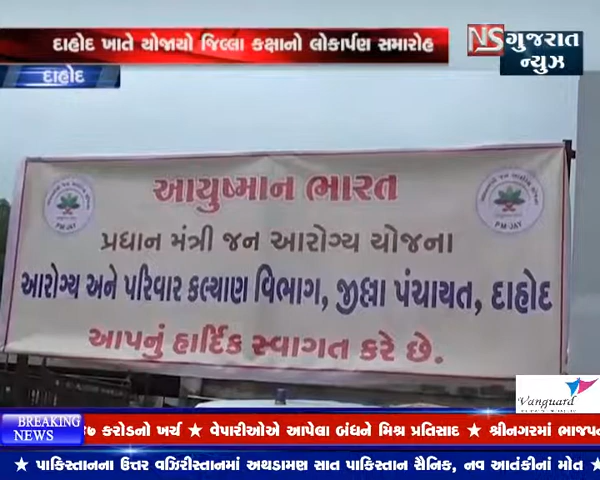 દાહોદ ખાતે યોજાયો જિલ્લા કક્ષાનો લોકાર્પણ સમારોહ
NS ગુજરાત ન્યુઝ
દાહોદ
આયુષ્માન ભારત
પ્રધાન મંત્રી જન આરોગ્ય યોજના
આરોગ્ય અને પરિવાર કલ્યાણ વિભાગ, જીલ્લા પંચાયત, દાહોદ
આપનું હાર્દિક સ્વાગત કરે છે.
PM-JAY
PM-JAY
Vanguard
BREAKING NEWS
કરોડનો ખર્ચ ★ વેપારીઓએ આપેલા બંધને મિશ્ર પ્રતિસાદ ★ શ્રીનગરમાં ભાજપન
★ પાકિસ્તાનના ઉત્તર વઝિરીસ્તાનમાં અથડામણ સાત પાકિસ્તાન સૈનિક, નવ આતંકીનાં મોત ★